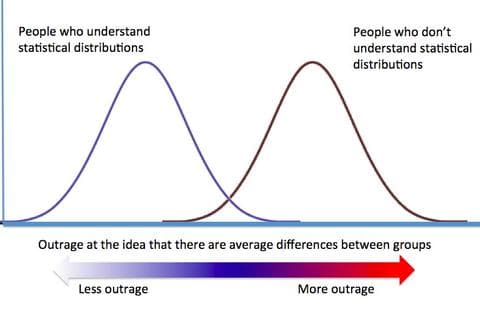 People who understand
statistical distributions
People who don't
understand statistical
distributions
Outrage at the idea that there are average differences between groups
Less outrage
More outrage